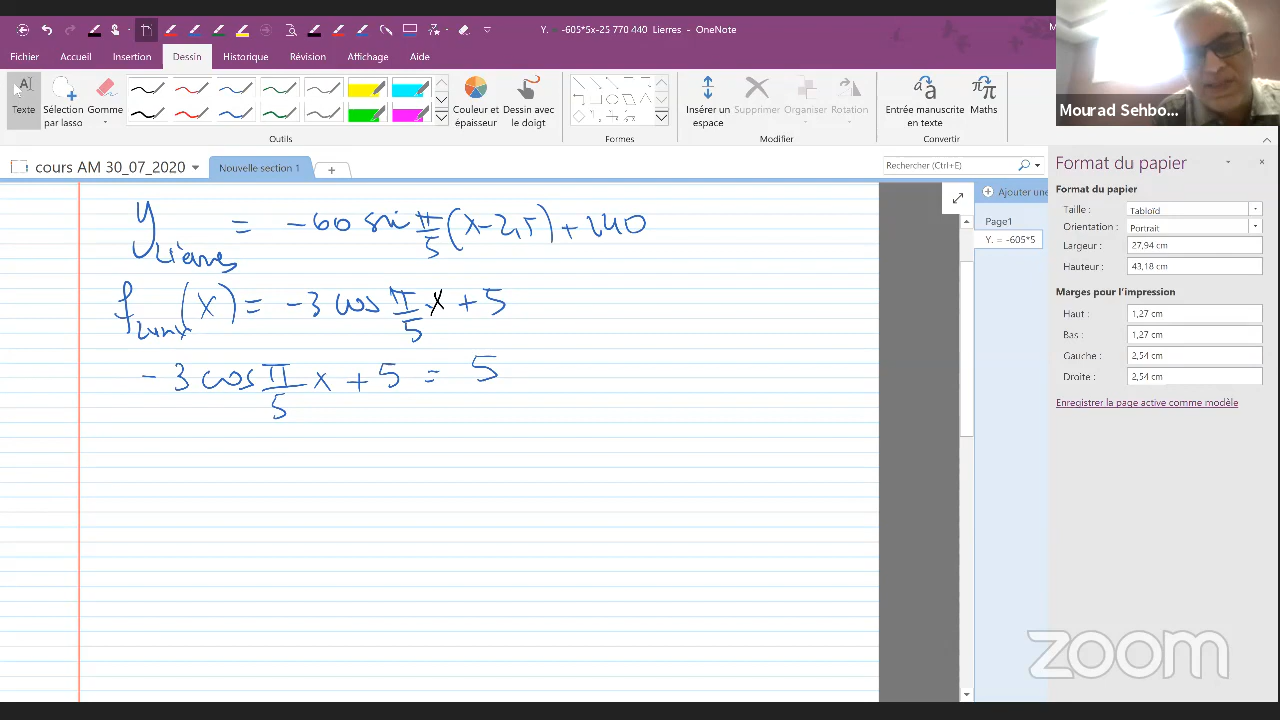 Y. = -605*5x-25 770 440 Lierres - OneNote
M
Fichier Accueil Insertion Dessin Historique Révision Affichage Aide
Texte Sélection par lasso Gomme Couleur et épaisseur Dessin avec le doigt Insérer un espace Supprimer Organiser Rotation Entrée manuscrite en texte Maths
Outils Formes Modifier Convertir
Mourad Sehbo...
cours AM 30_07_2020 Nouvelle section 1 + Rechercher (Ctrl+E)
Ajouter une
Page1
Y. = -605*5
y lièvres = -60 sin π/5 (x-2,5) + 140
f lynx (x) = -3 cos π/5 x + 5
-3 cos π/5 x + 5 = 5
Format du papier
Format du papier
Taille : Tabloïd
Orientation : Portrait
Largeur : 27,94 cm
Hauteur : 43,18 cm
Marges pour l'impression
Haut : 1,27 cm
Bas : 1,27 cm
Gauche : 2,54 cm
Droite : 2,54 cm
Enregistrer la page active comme modèle
zoom